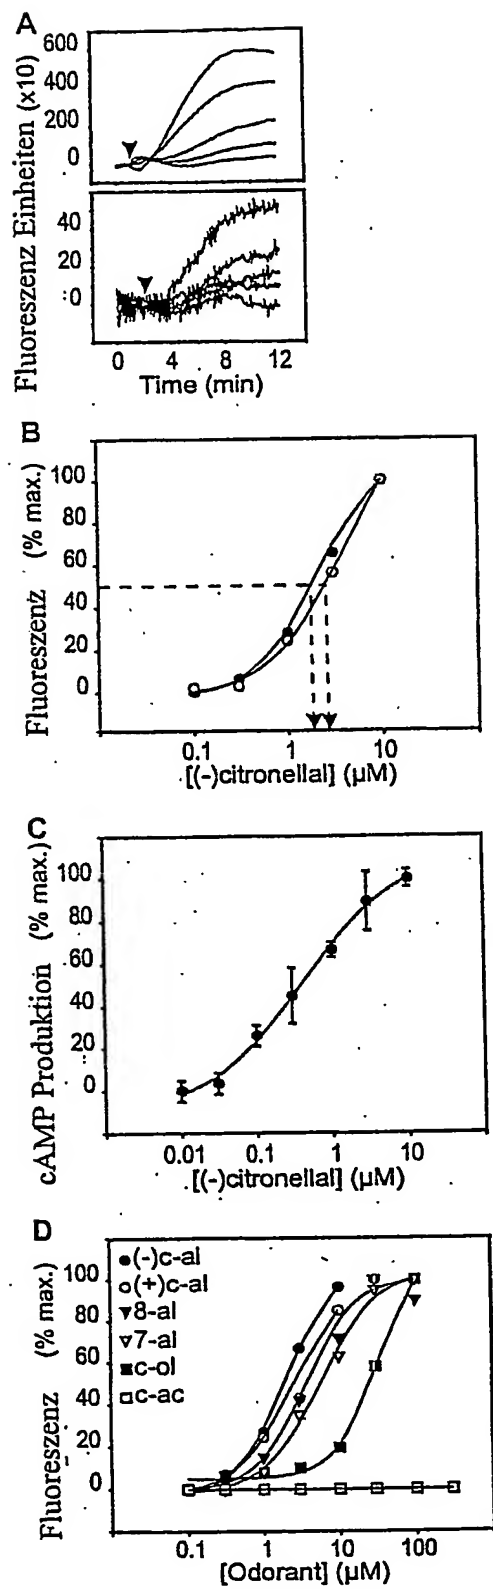 A
Fluoreszenz Einheiten (x10)
600
400
200
0
40
20
0
0 4 8 12
Time (min)
B
Fluoreszenz (% max.)
100
80
60
40
20
0
0.1 1 10
[(-)citronellal] (µM)
C
cAMP Produktion (% max.)
100
80
60
40
20
0
0.01 0.1 1 10
[(-)citronellal] (µM)
D
Fluoreszenz (% max.)
100
80
60
40
20
0
(-)c-al
(+)c-al
8-al
7-al
c-ol
c-ac
0.1 1 10 100
[Odorant] (µM)